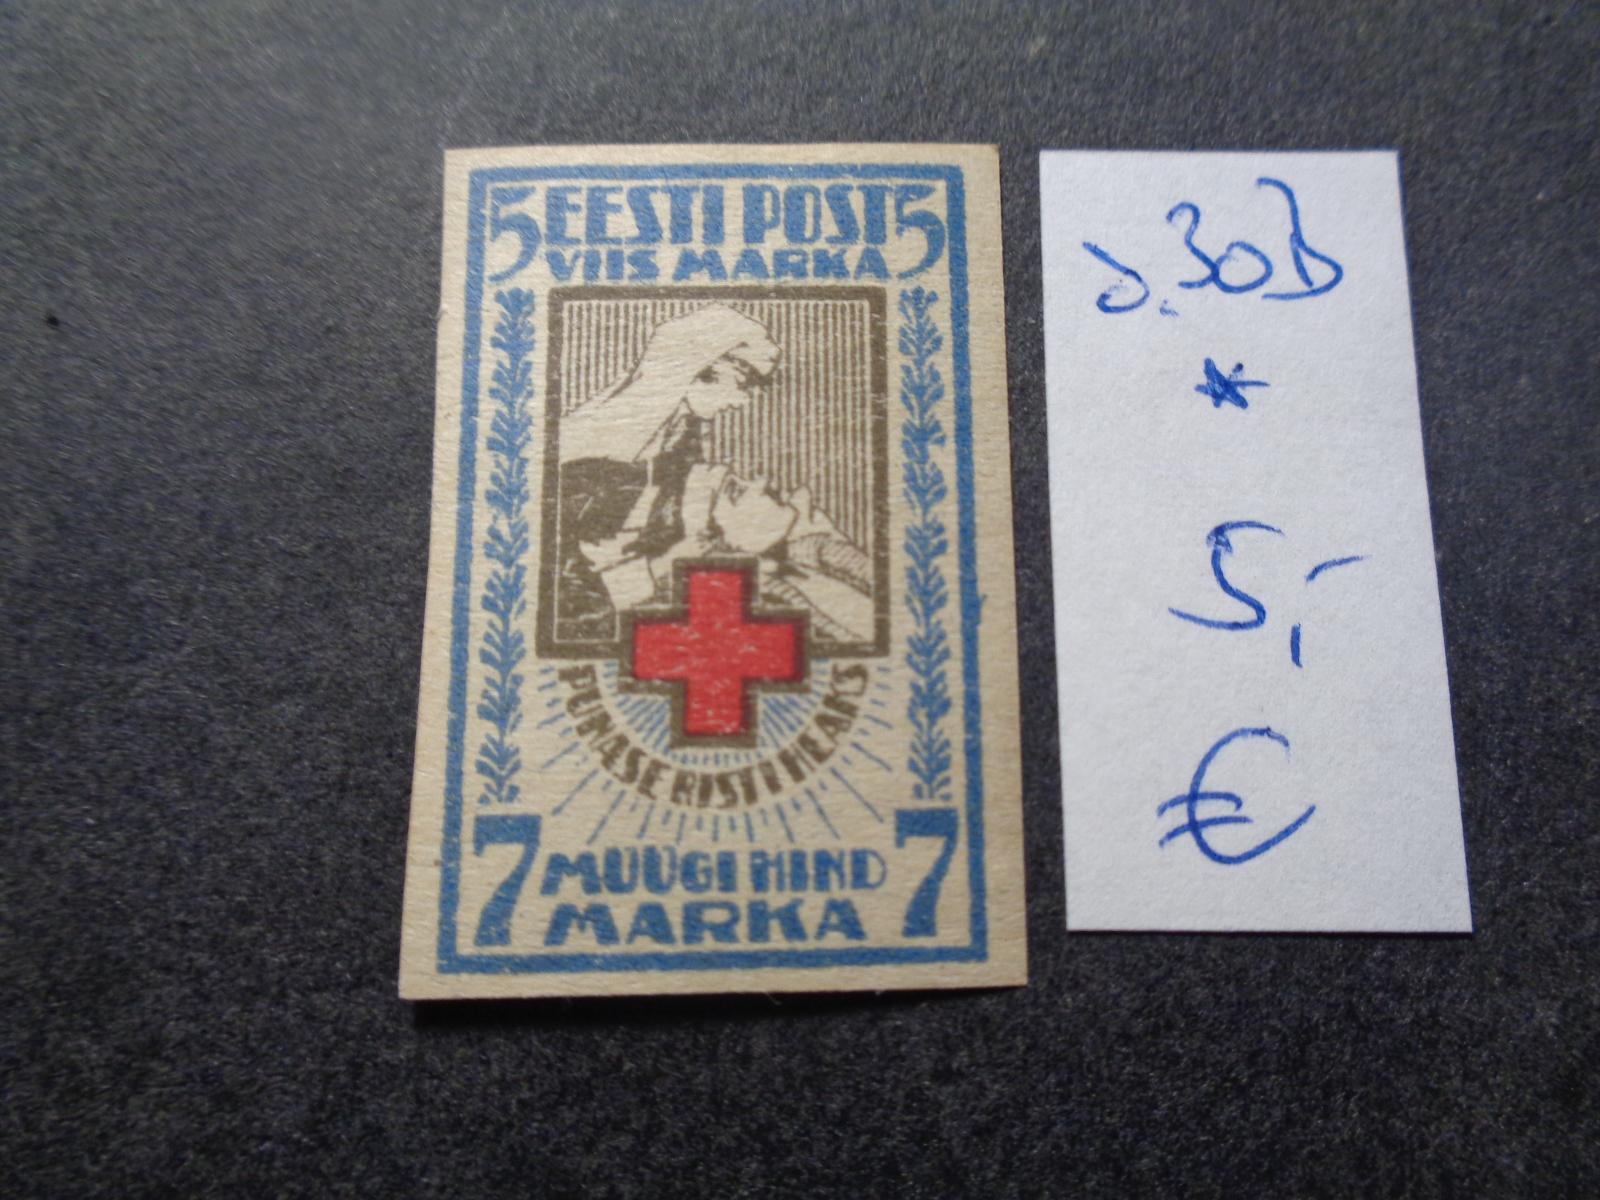 5 EESTI POST 5
VIIS MARKA
PUNASE RISTI HEAKS
7 MÜÜGI HIND 7
MARKA
30B
*
5,-
€